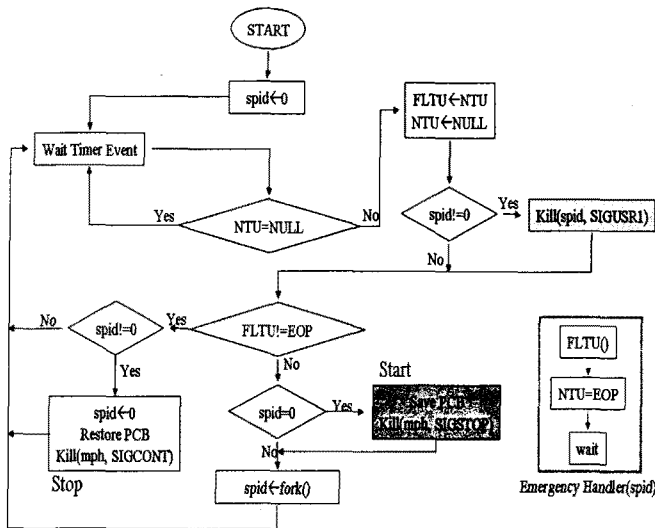 START
spid←0
FLTU←NTU
NTU←NULL
Wait Timer Event
Yes
NTU=NULL
No
spid!=0
Yes
Kill(spid, SIGUSR1)
No
No
spid!=0
Yes
FLTU!=EOP
No
Yes
Start
spid=0
Yes
Save PCB
Kill(mph, SIGSTOP)
No
spid←0
Restore PCB
Kill(mph, SIGCONT)
Stop
spid←fork()
FLTU()
NTU=EOP
wait
Emergency Handler(spid)